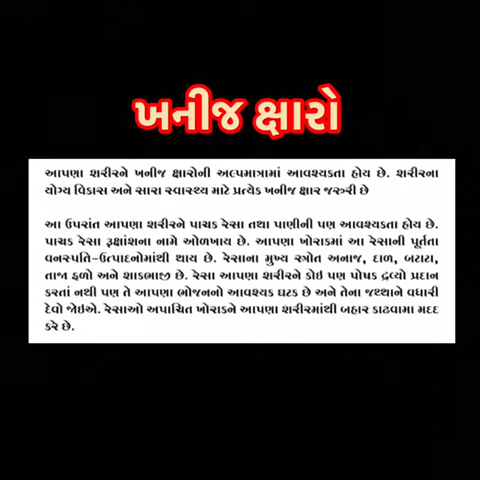 ખનીજ ક્ષારો
આપણા શરીરને ખનીજ ક્ષારોની અલ્પમાત્રામાં આવશ્યકતા હોય છે. શરીરના
યોગ્ય વિકાસ અને સારા સ્વાસ્થ્ય માટે પ્રત્યેક ખનીજ ક્ષાર જરુરી છે
આ ઉપરાંત આપણા શરીરને પાચક રેસા તથા પાણીની પણ આવશ્યકતા હોય છે.
પાચક રેસા રૂક્ષાંશના નામે ઓળખાય છે. આપણા ખોરાકમાં આ રેસાની પૂર્તતા
વનસ્પતિ-ઉત્પાદનોમાંથી થાય છે. રેસાના મુખ્ય સ્ત્રોત અનાજ, દાળ, બટાટા,
તાજા ફળો અને શાકભાજી છે. રેસા આપણા શરીરને કોઇ પણ પોષક દ્રવ્યો પ્રદાન
કરતાં નથી પણ તે આપણા ભોજનનો આવશ્યક ઘટક છે અને તેના જથ્થાને વધારી
દેવો જોઇએ. રેસાઓ અપાચિત ખોરાકને આપણા શરીરમાંથી બહાર કાઢવામા મદદ
કરે છે.